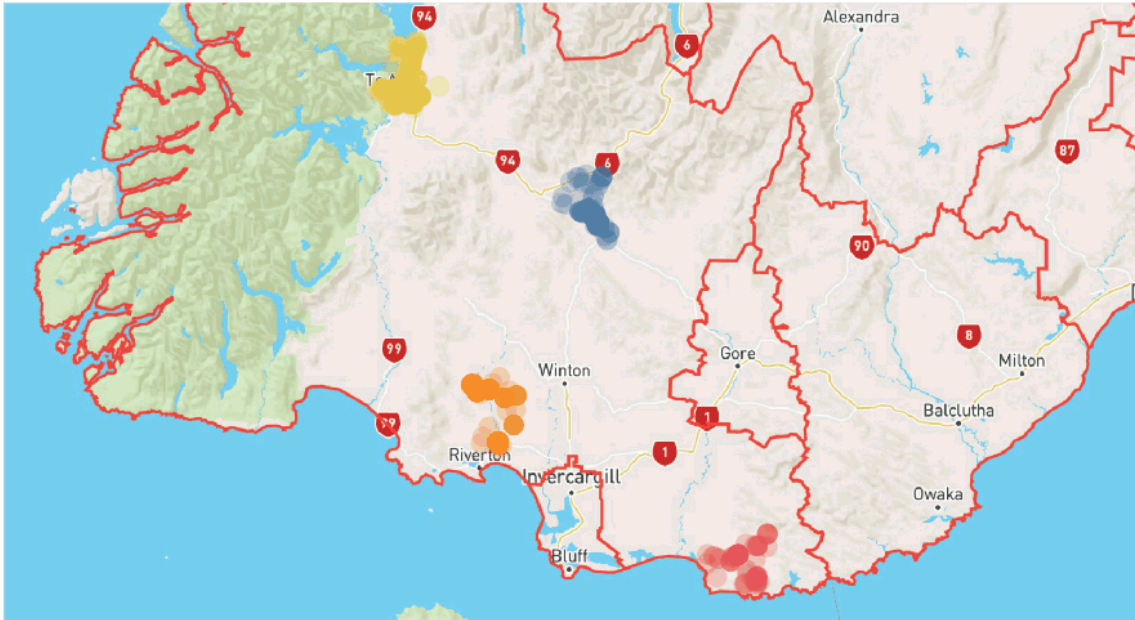 94
Alexandra
6
87
94
6
90
8
99
Gore
Milton
Winton
Balclutha
1
99
1
Riverton
Invercargill
Owaka
Bluff